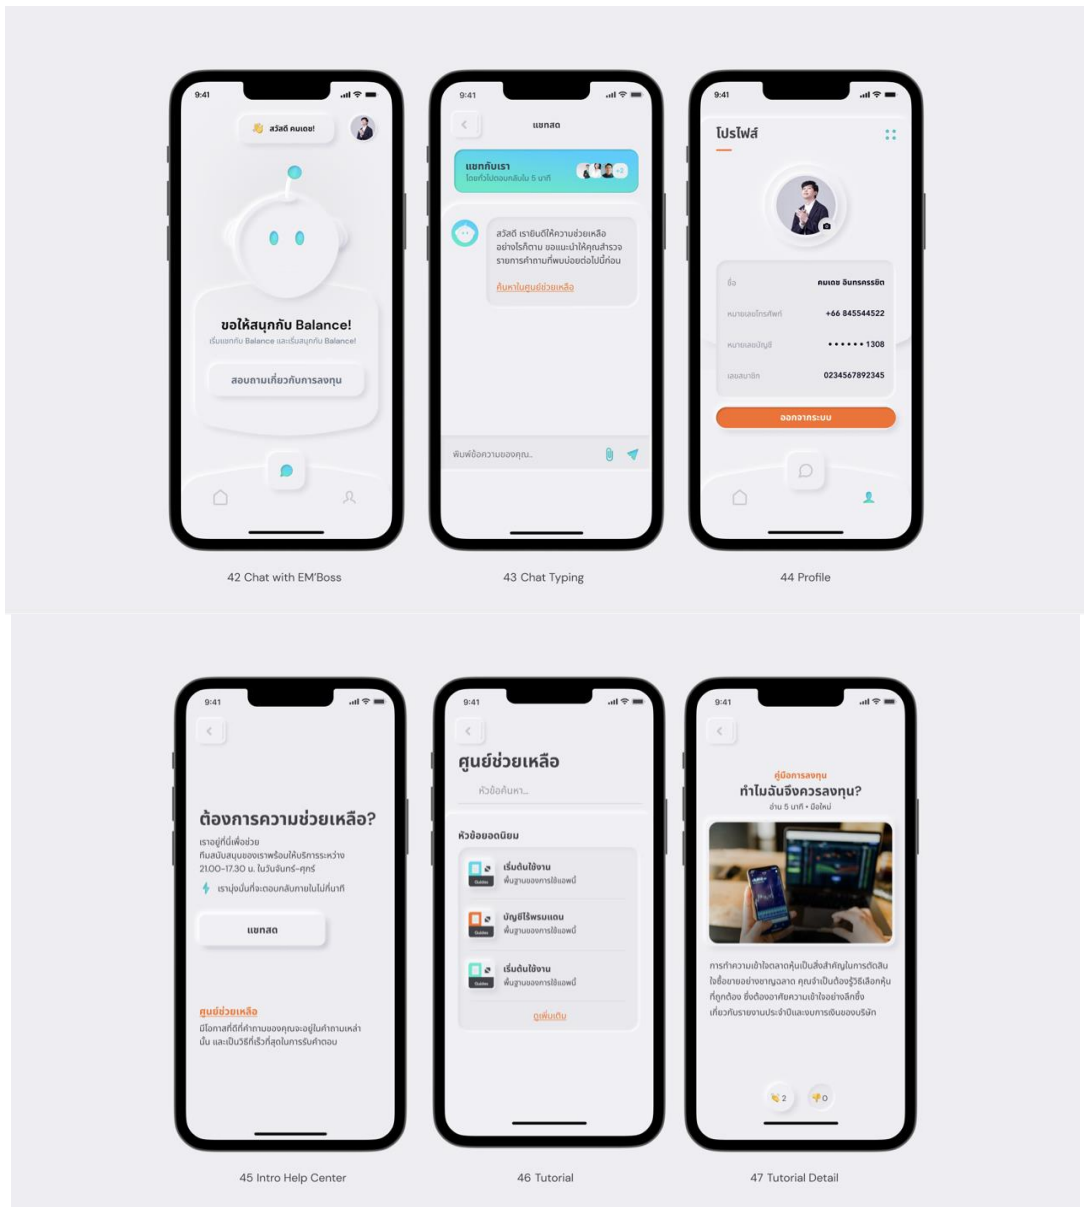 9:41
สวัสดี คมเดช!
ขอให้สนุกกับ Balance!
เริ่มแชทกับ Balance และเริ่มสนุกกับ Balance!
สอบถามเกี่ยวกับการลงทุน
42 Chat with EM'Boss
9:41
แชทสด
แชทกับเรา
โดยทั่วไปตอบกลับใน 5 นาที
+2
สวัสดี เรายินดีให้ความช่วยเหลือ
อย่างไรก็ตาม ขอแนะนำให้คุณสำรวจ
รายการคำถามที่พบบ่อยต่อไปนี้ก่อน
ค้นหาในศูนย์ช่วยเหลือ
พิมพ์ข้อความของคุณ..
43 Chat Typing
9:41
โปรไฟล์
ชื่อ
คมเดช อินทรครรชิต
หมายเลขโทรศัพท์
+66 845544522
หมายเลขบัญชี
• • • • • • 1308
เลขสมาชิก
0234567892345
ออกจากระบบ
44 Profile
9:41
ต้องการความช่วยเหลือ?
เราอยู่ที่นี่เพื่อช่วย
ทีมสนับสนุนของเราพร้อมให้บริการระหว่าง
21.00-17.30 น. ในวันจันทร์-ศุกร์
เรามุ่งมั่นที่จะตอบกลับภายในไม่กี่นาที
แชทสด
ศูนย์ช่วยเหลือ
มีโอกาสที่ดีที่คำถามของคุณจะอยู่ในคำถามเหล่า
นั้น และเป็นวิธีที่เร็วที่สุดในการรับคำตอบ
45 Intro Help Center
9:41
ศูนย์ช่วยเหลือ
หัวข้อค้นหา...
หัวข้อยอดนิยม
เริ่มต้นใช้งาน
พื้นฐานของการใช้แอพนี้
Guides
บัญชีไร้พรมแดน
พื้นฐานของการใช้แอพนี้
Guides
เริ่มต้นใช้งาน
พื้นฐานของการใช้แอพนี้
Guides
ดูเพิ่มเติม
46 Tutorial
9:41
คู่มือการลงทุน
ทำไมฉันจึงควรลงทุน?
อ่าน 5 นาที • มือใหม่
การทำความเข้าใจตลาดหุ้นเป็นสิ่งสำคัญในการตัดสิน
ใจซื้อขายอย่างชาญฉลาด คุณจำเป็นต้องรู้วิธีเลือกหุ้น
ที่ถูกต้อง ซึ่งต้องอาศัยความเข้าใจอย่างลึกซึ้ง
เกี่ยวกับรายงานประจำปีและงบการเงินของบริษัท
2
0
47 Tutorial Detail